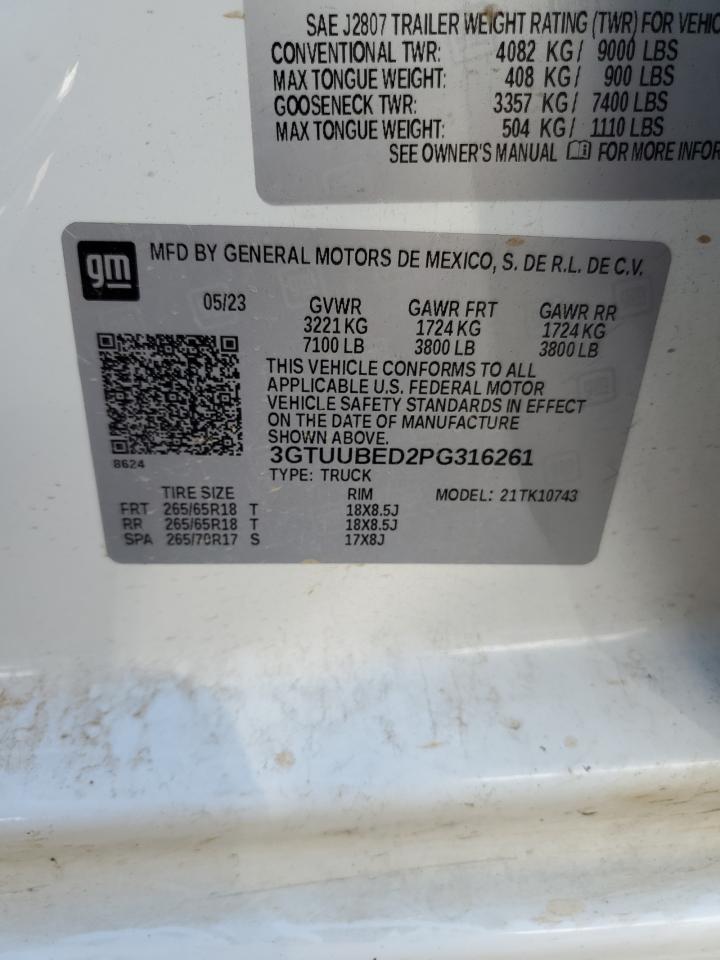 SAE J2807 TRAILER WEIGHT RATING (TWR) FOR
CONVENTIONAL TWR: 4082 KG/ 9000 LBS
MAX TONGUE WEIGHT: 408 KG/ 900 LBS
GOOSENECK TWR: 3357 KG/ 7400 LBS
MAX TONGUE WEIGHT: 504 KG/ 1110 LBS
SEE OWNER'S MANUAL FOR MORE
gm
MFD BY GENERAL MOTORS DE MEXICO, S. DE R.L. DE C.V.
05/23 GVWR GAWR FRT GAWR RR
3221 KG 1724 KG 1724 KG
7100 LB 3800 LB 3800 LB
THIS VEHICLE CONFORMS TO ALL
APPLICABLE U.S. FEDERAL MOTOR
VEHICLE SAFETY STANDARDS IN EFFECT
ON THE DATE OF MANUFACTURE
SHOWN ABOVE.
8624
3GTUUBED2PG316261
TYPE: TRUCK
TIRE SIZE RIM MODEL: 21TK10743
FRT 265/65R18 T 18X8.5J
RR 265/65R18 T 18X8.5J
SPA 265/70R17 S 17X8J